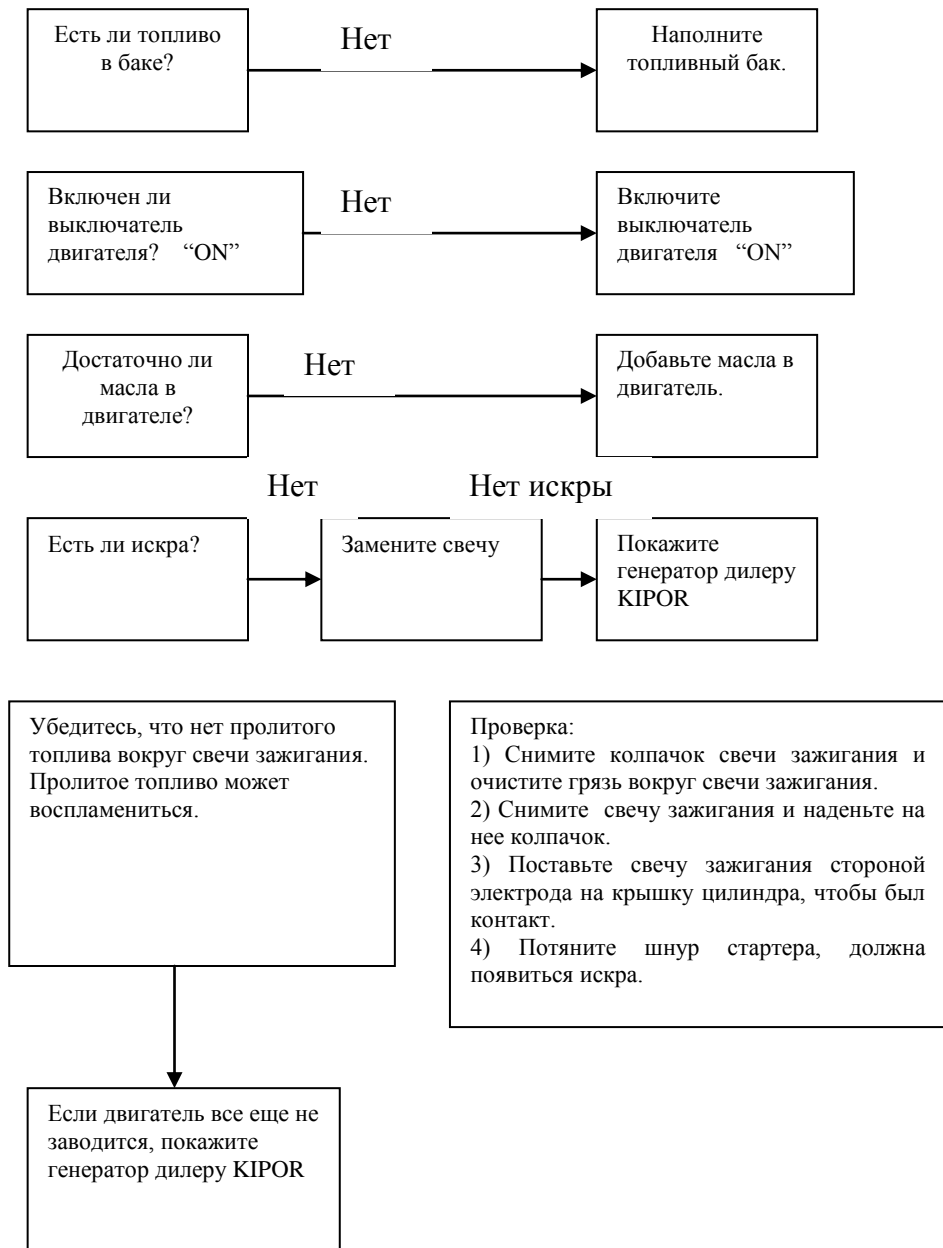 Есть ли топливо
в баке?
Нет
Наполните
топливный бак.
Включен ли
выключатель
двигателя? “ON”
Нет
Включите
выключатель
двигателя “ON”
Достаточно ли
масла в
двигателе?
Нет
Добавьте масла в
двигатель.
Нет
Нет искры
Есть ли искра?
Замените свечу
Покажите
генератор дилеру
KIPOR
Убедитесь, что нет пролитого
топлива вокруг свечи зажигания.
Пролитое топливо может
воспламениться.
Проверка:
1) Снимите колпачок свечи зажигания и
очистите грязь вокруг свечи зажигания.
2) Снимите свечу зажигания и наденьте на
нее колпачок.
3) Поставьте свечу зажигания стороной
электрода на крышку цилиндра, чтобы был
контакт.
4) Потяните шнур стартера, должна
появиться искра.
Если двигатель все еще не
заводится, покажите
генератор дилеру KIPOR